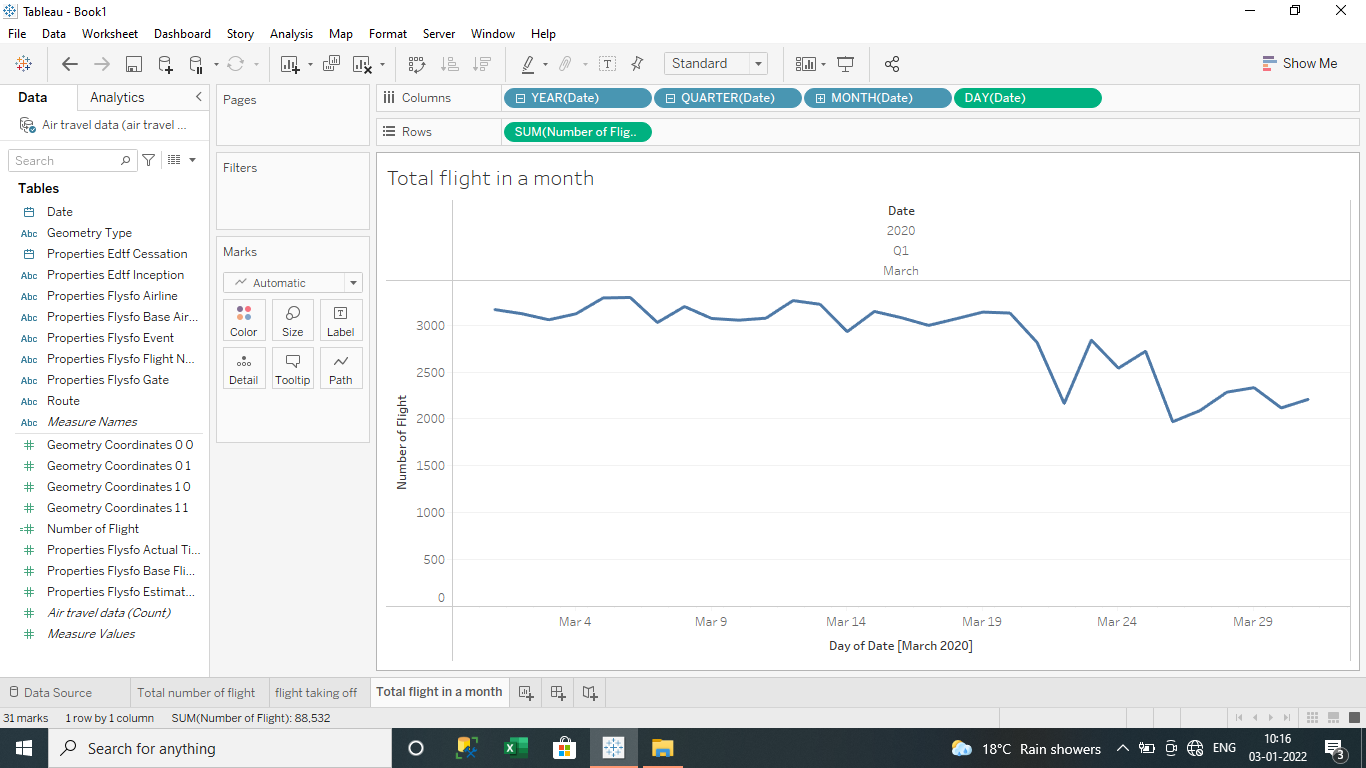 Tableau - Book1
File Data Worksheet Dashboard Story Analysis Map Format Server Window Help
Standard
Show Me
Data Analytics
Air travel data (air travel ...
Search
Tables
Date
Abc Geometry Type
Properties Edtf Cessation
Abc Properties Edtf Inception
Abc Properties Flysfo Airline
Abc Properties Flysfo Base Air...
Abc Properties Flysfo Event
Abc Properties Flysfo Flight N...
Abc Properties Flysfo Gate
Abc Route
Abc Measure Names
# Geometry Coordinates 0 0
# Geometry Coordinates 0 1
# Geometry Coordinates 1 0
# Geometry Coordinates 1 1
=# Number of Flight
# Properties Flysfo Actual Ti...
# Properties Flysfo Base Fli...
# Properties Flysfo Estimat...
# Air travel data (Count)
# Measure Values
Pages
Filters
Marks
Automatic
Color Size Label
Detail Tooltip Path
Columns YEAR(Date) QUARTER(Date) MONTH(Date) DAY(Date)
Rows SUM(Number of Flig..
Total flight in a month
Date
2020
Q1
March
Number of Flight
3000
2500
2000
1500
1000
500
0
Mar 4 Mar 9 Mar 14 Mar 19 Mar 24 Mar 29
Day of Date [March 2020]
Data Source Total number of flight flight taking off Total flight in a month
31 marks 1 row by 1 column SUM(Number of Flight): 88,532
Search for anything
18°C Rain showers ENG
10:16
03-01-2022
3